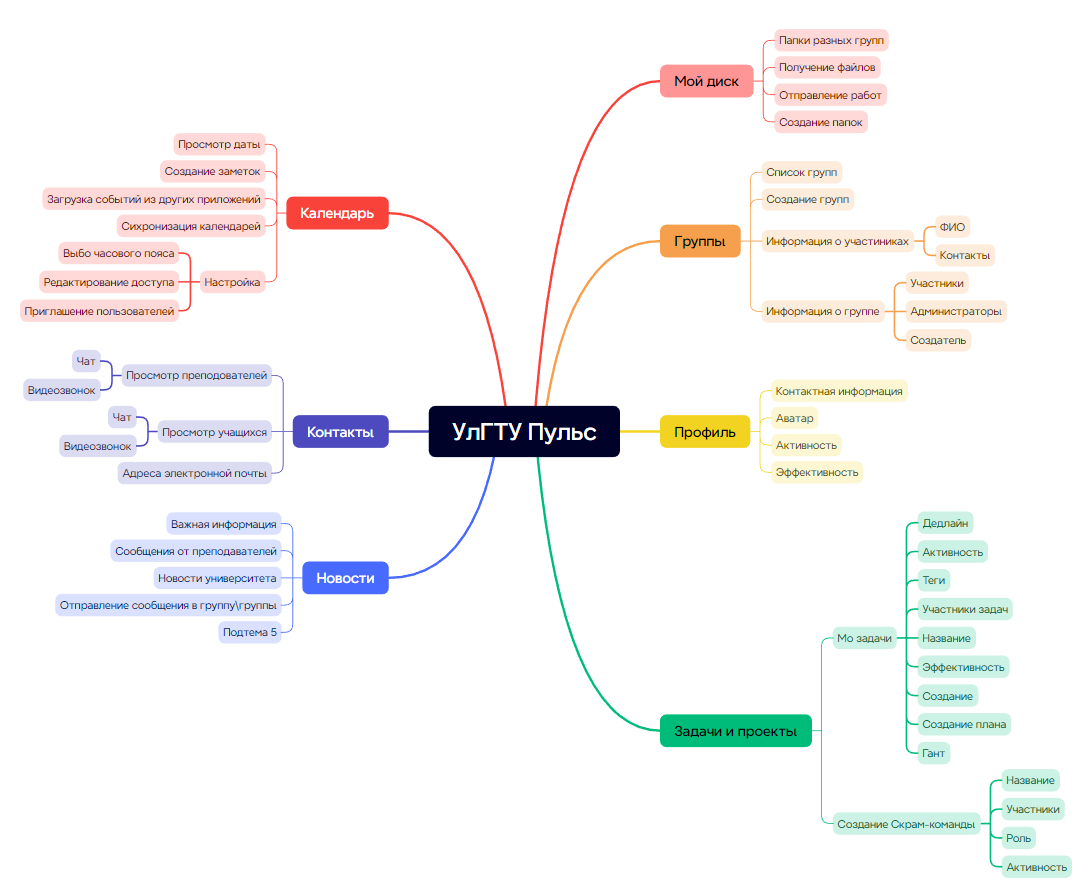 УлГТУ Пульс
Мой диск
Папки разных групп
Получение файлов
Отправление работ
Создание папок
Группы
Список групп
Создание групп
Информация о участиниках
ФИО
Контакты
Информация о группе
Участники
Администраторы
Создатель
Профиль
Контактная информация
Аватар
Активность
Эффективность
Задачи и проекты
Мо задачи
Дедлайн
Активность
Теги
Участники задач
Название
Эффективность
Создание
Создание плана
Гант
Создание Скрам-команды
Название
Участники
Роль
Активность
Календарь
Просмотр даты
Создание заметок
Загрузка событий из других приложений
Сихронизация календарей
Настройка
Выбо часового пояса
Редактирование доступа
Приглашение пользователей
Контакты
Просмотр преподователей
Чат
Видеозвонок
Просмотр учащихся
Чат
Видеозвонок
Адреса электронной почты
Новости
Важная информация
Сообщения от преподавателей
Новости университета
Отправление сообщения в группу\группы
Подтема 5